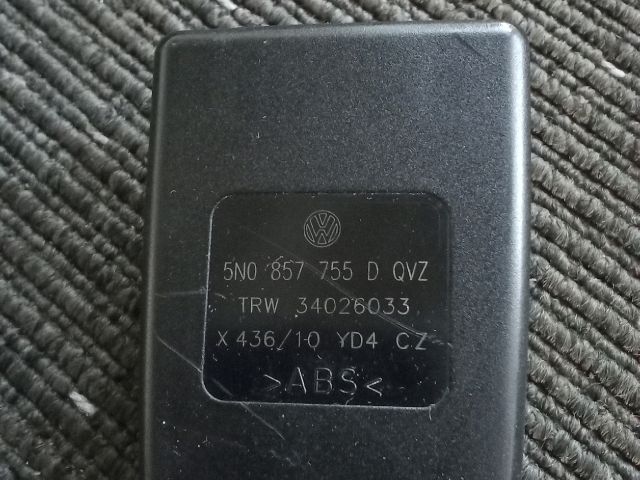 5N0 857 755 D QVZ
TRW 34026033
X 436/10 YD4 CZ
>ABS<